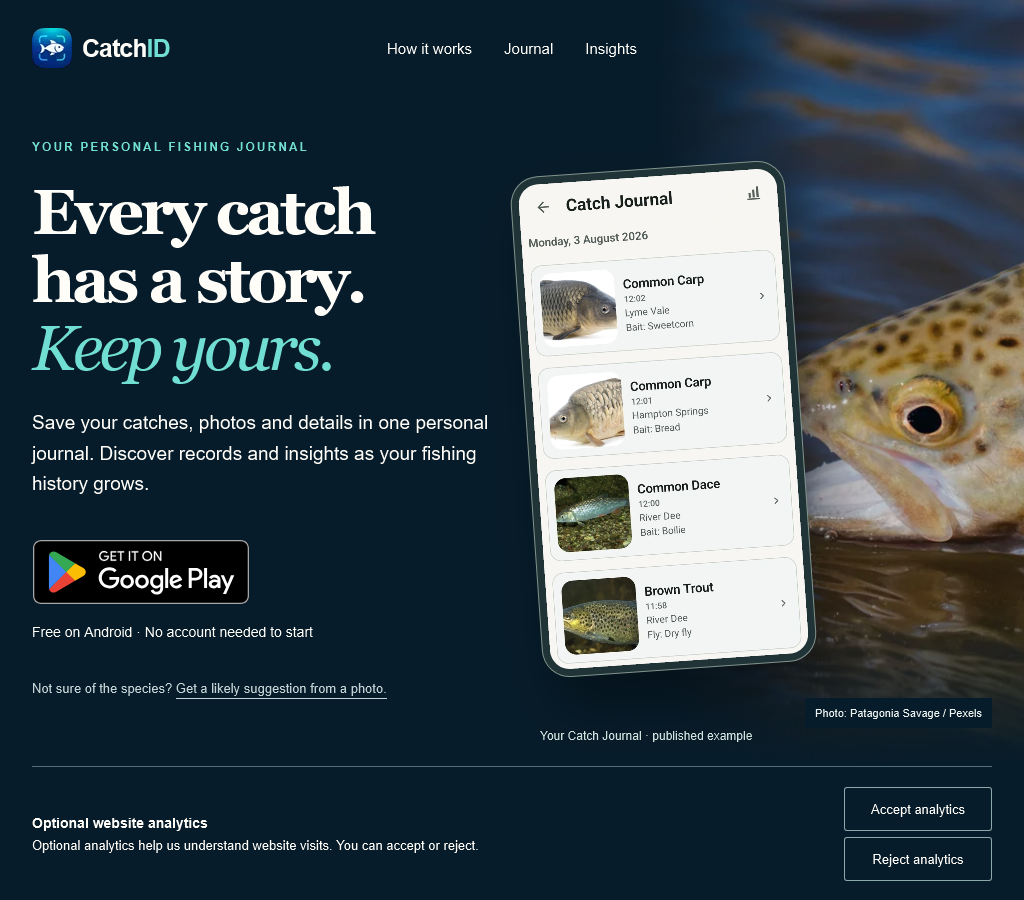 CatchID
How it works
Journal
Insights
YOUR PERSONAL FISHING JOURNAL
Every catch
has a story.
Keep yours.
Save your catches, photos and details in one personal
journal. Discover records and insights as your fishing
history grows.
GET IT ON
Google Play
Free on Android · No account needed to start
Not sure of the species? Get a likely suggestion from a photo.
Catch Journal
Monday, 3 August 2026
Common Carp
12:02
Lyme Vale
Bait: Sweetcorn
Common Carp
12:01
Hampton Springs
Bait: Bread
Common Dace
12:00
River Dee
Bait: Boilie
Brown Trout
11:58
River Dee
Fly: Dry fly
Photo: Patagonia Savage / Pexels
Your Catch Journal · published example
Optional website analytics
Optional analytics help us understand website visits. You can accept or reject.
Accept analytics
Reject analytics